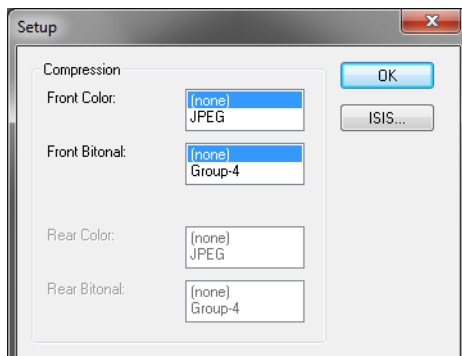 Setup
Compression
Front Color:
(none)
JPEG
OK
ISIS...
Front Bitonal:
(none)
Group-4
Rear Color:
(none)
JPEG
Rear Bitonal:
(none)
Group-4